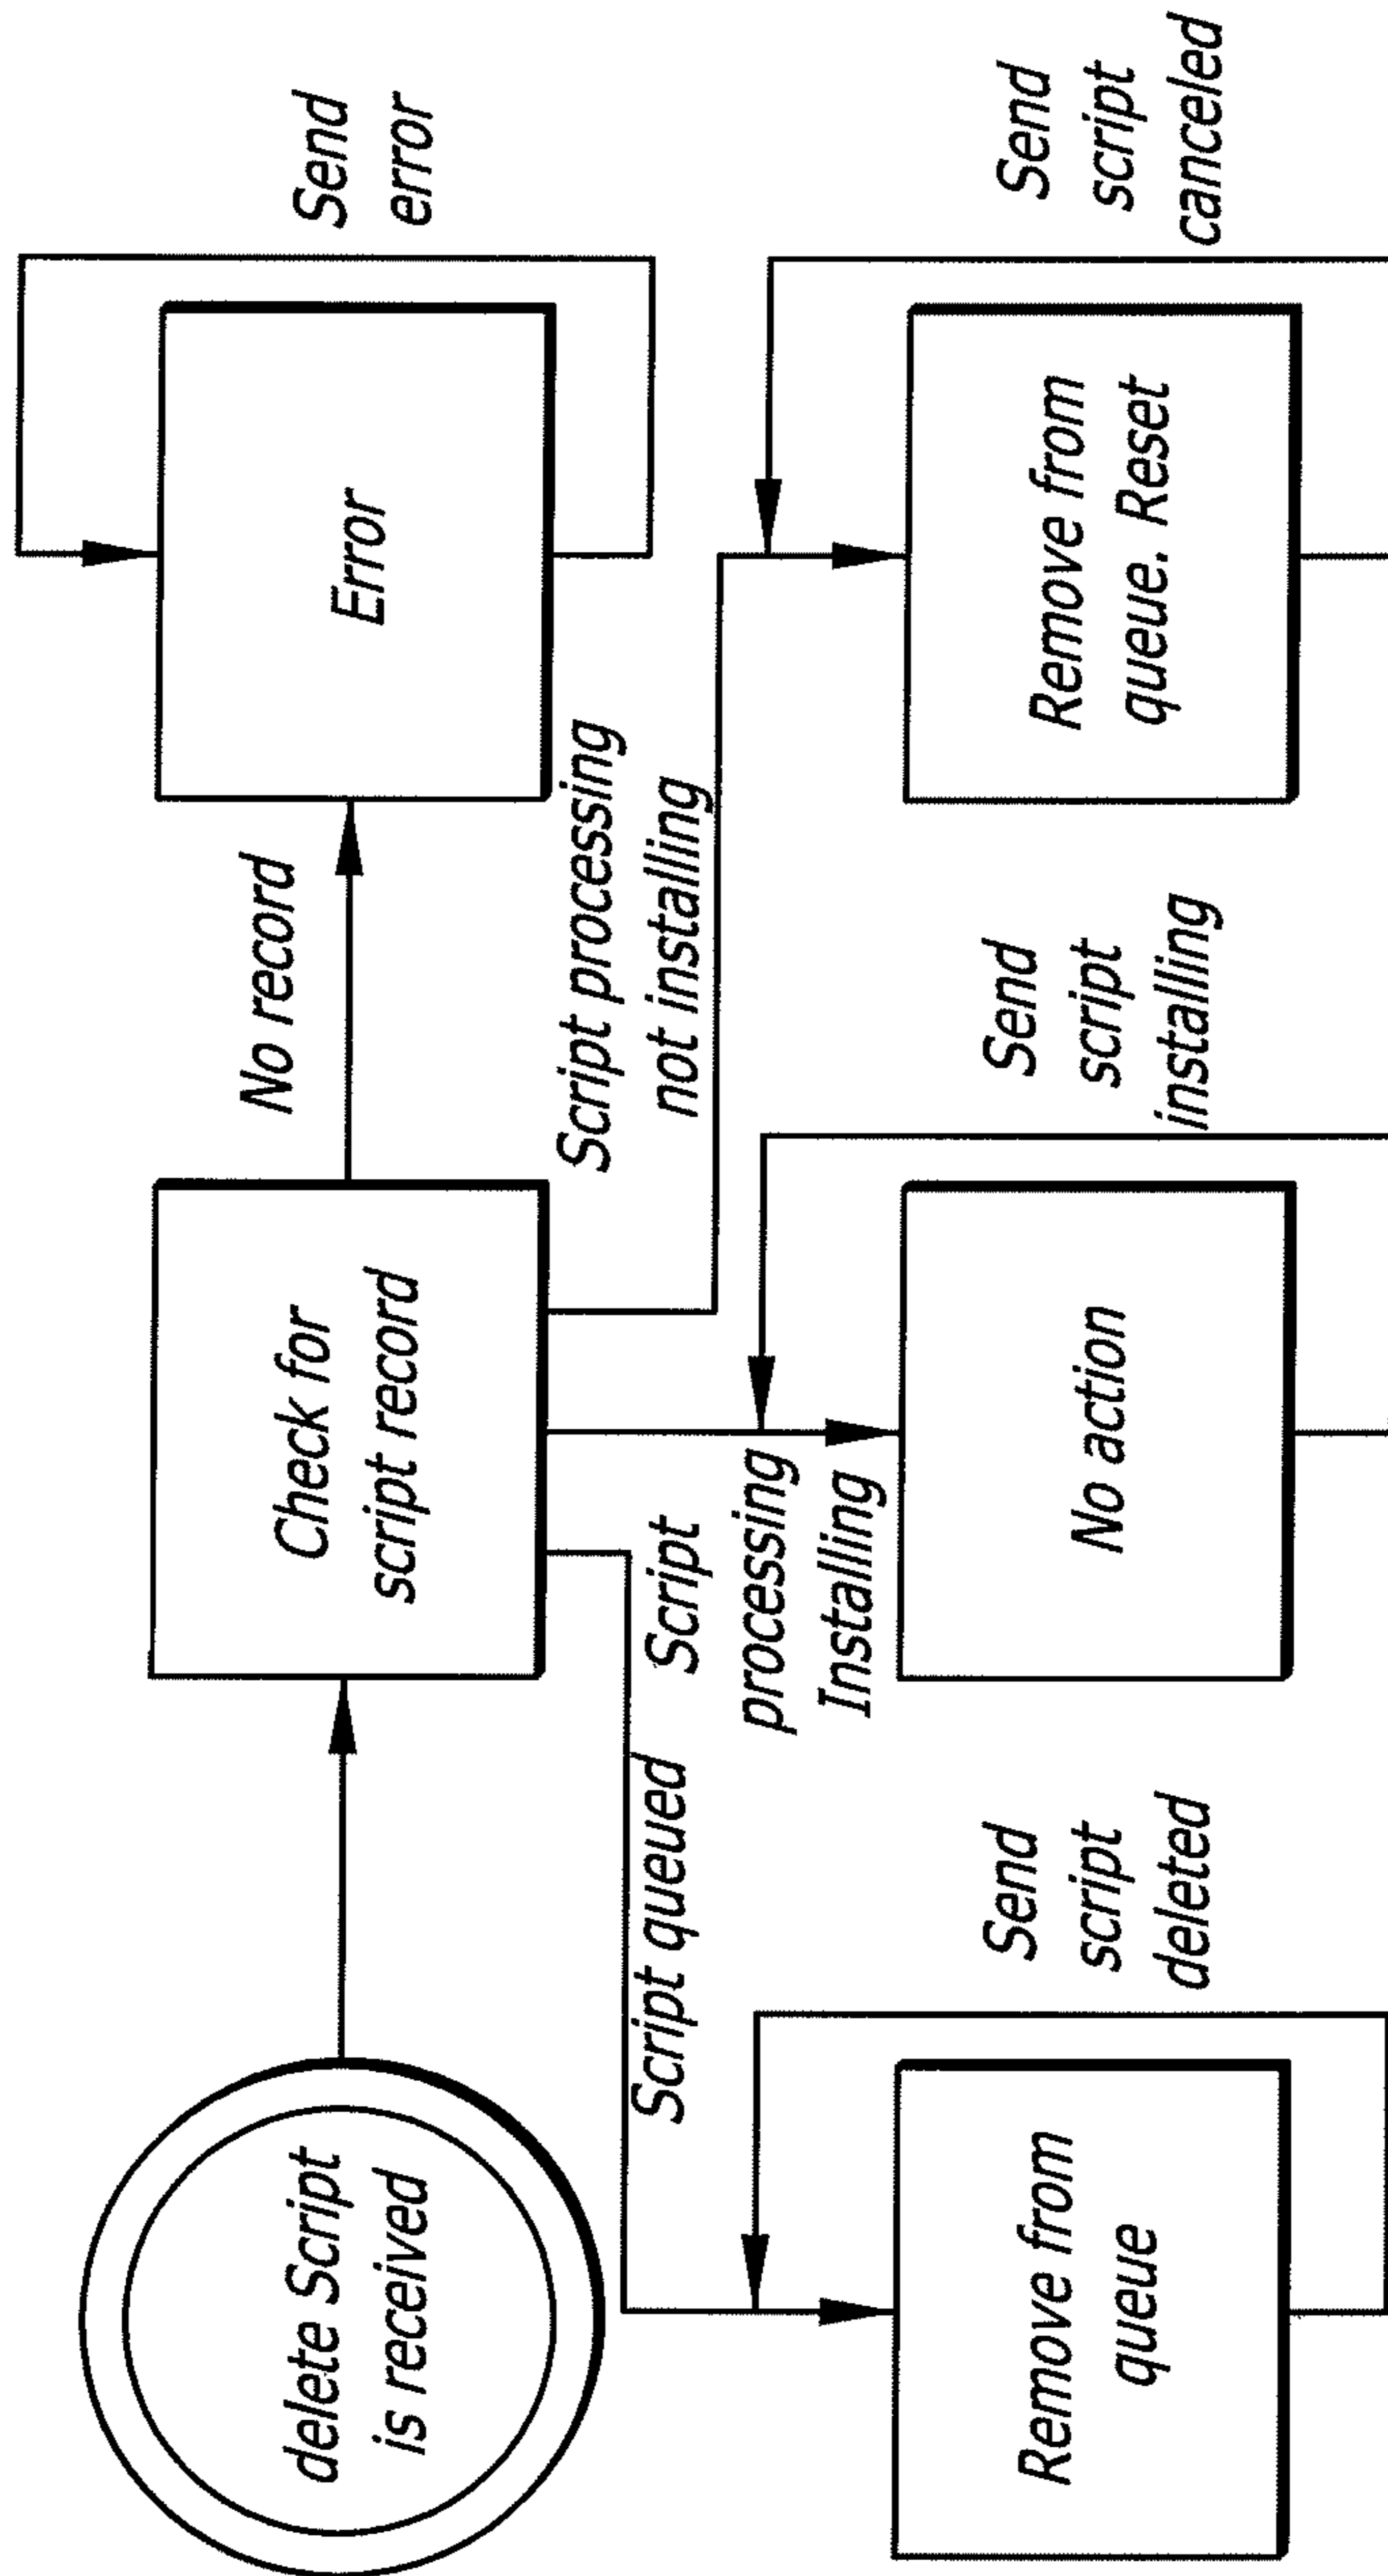 delete Script
is received
Check for
script record
No record
Error
Send
error
Script queued
Script
processing
Installing
Script processing
not installing
Remove from
queue
Send
script
deleted
No action
Send
script
installing
Remove from
queue. Reset
Send
script
canceled